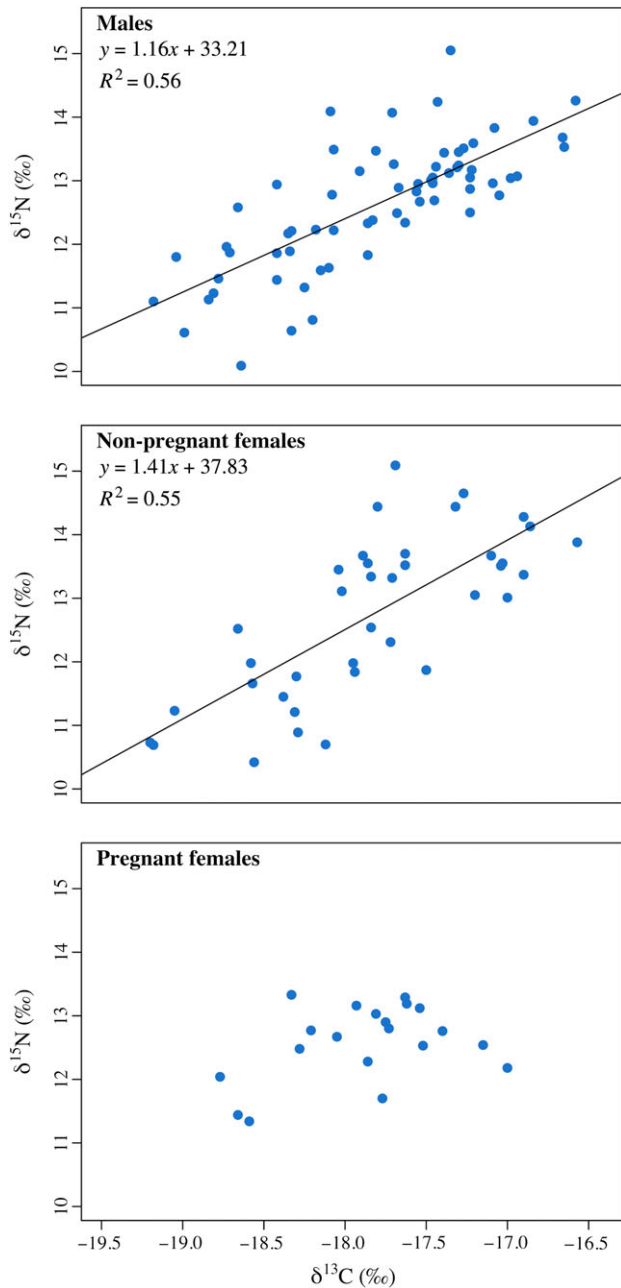 Males
y = 1.16x + 33.21
R² = 0.56
δ¹⁵N (‰)
15
14
13
12
11
10
Non-pregnant females
y = 1.41x + 37.83
R² = 0.55
δ¹⁵N (‰)
15
14
13
12
11
10
Pregnant females
δ¹⁵N (‰)
15
14
13
12
11
10
−19.5 −19.0 −18.5 −18.0 −17.5 −17.0 −16.5
δ¹³C (‰)